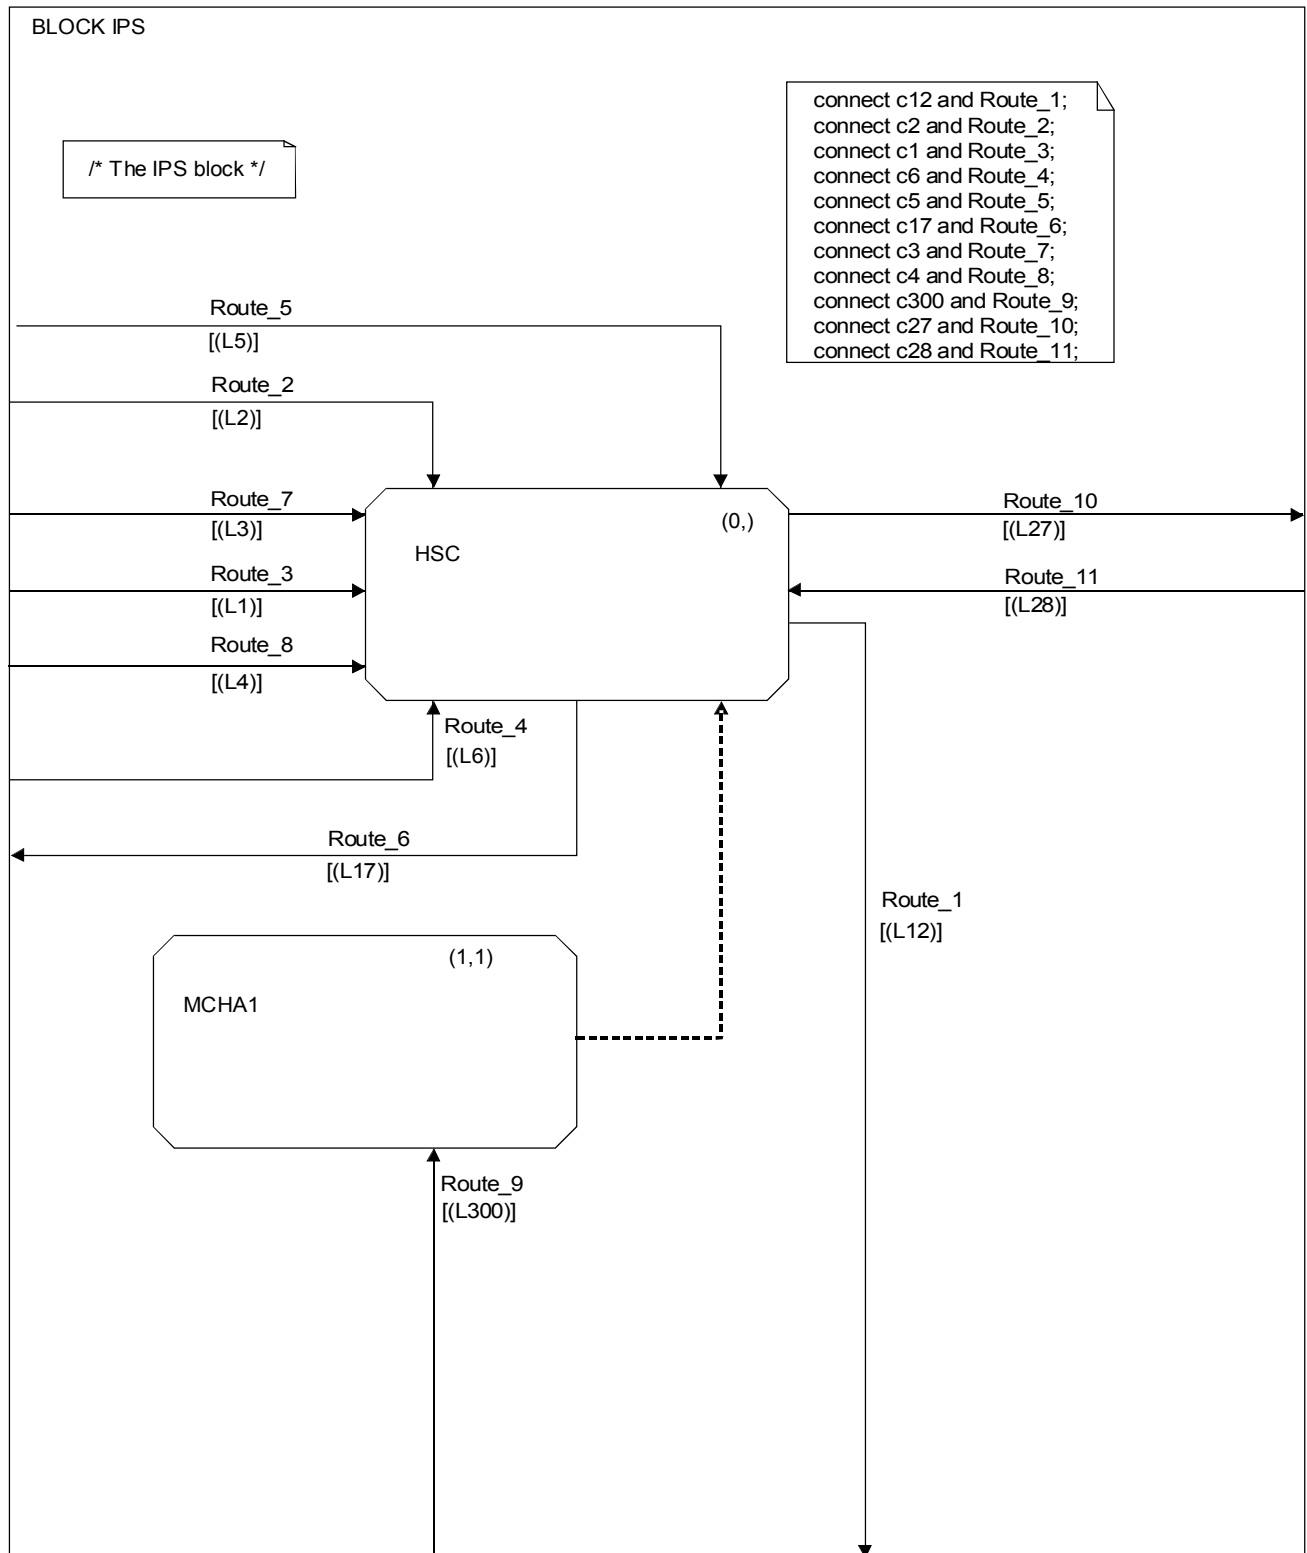 BLOCK IPS
connect c12 and Route_1;
connect c2 and Route_2;
connect c1 and Route_3;
connect c6 and Route_4;
connect c5 and Route_5;
connect c17 and Route_6;
connect c3 and Route_7;
connect c4 and Route_8;
connect c300 and Route_9;
connect c27 and Route_10;
connect c28 and Route_11;
/* The IPS block */
Route_5
[(L5)]
Route_2
[(L2)]
Route_7
[(L3)]
Route_3
[(L1)]
Route_8
[(L4)]
(0,)
HSC
Route_10
[(L27)]
Route_11
[(L28)]
Route_4
[(L6)]
Route_6
[(L17)]
Route_1
[(L12)]
(1,1)
MCHA1
Route_9
[(L300)]